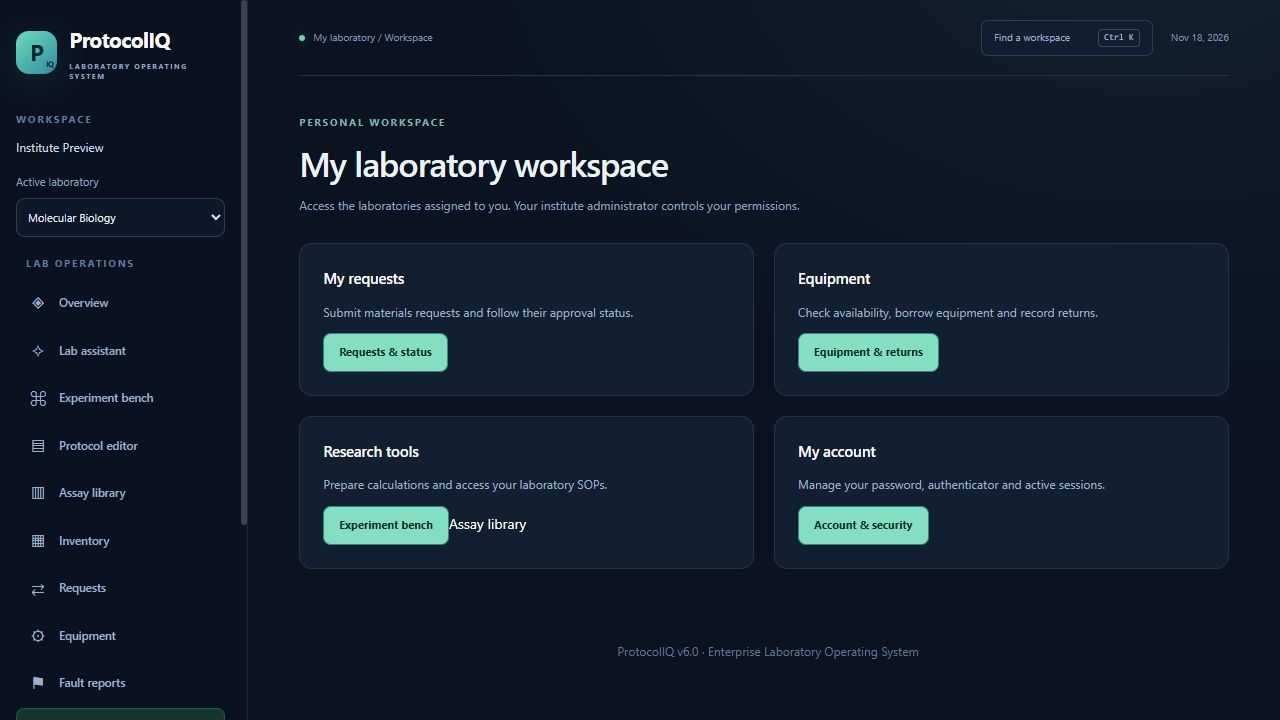 P
IQ
ProtocolIQ
LABORATORY OPERATING
SYSTEM
WORKSPACE
Institute Preview
Active laboratory
Molecular Biology
LAB OPERATIONS
Overview
Lab assistant
Experiment bench
Protocol editor
Assay library
Inventory
Requests
Equipment
Fault reports
My laboratory / Workspace
Find a workspace
Ctrl K
Nov 18, 2026
PERSONAL WORKSPACE
My laboratory workspace
Access the laboratories assigned to you. Your institute administrator controls your permissions.
My requests
Submit materials requests and follow their approval status.
Requests & status
Equipment
Check availability, borrow equipment and record returns.
Equipment & returns
Research tools
Prepare calculations and access your laboratory SOPs.
Experiment bench
Assay library
My account
Manage your password, authenticator and active sessions.
Account & security
ProtocolIQ v6.0 · Enterprise Laboratory Operating System